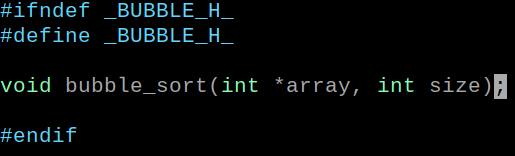 #ifndef _BUBBLE_H_
#define _BUBBLE_H_
void bubble_sort(int *array, int size);
#endif